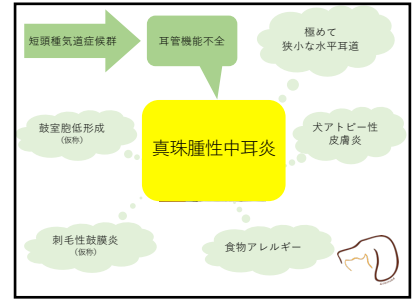 短頭種気道症候群
耳管機能不全
極めて
狭小な水平耳道
鼓室胞低形成
(仮称)
真珠腫性中耳炎
犬アトピー性
皮膚炎
刺毛性鼓膜炎
(仮称)
食物アレルギー